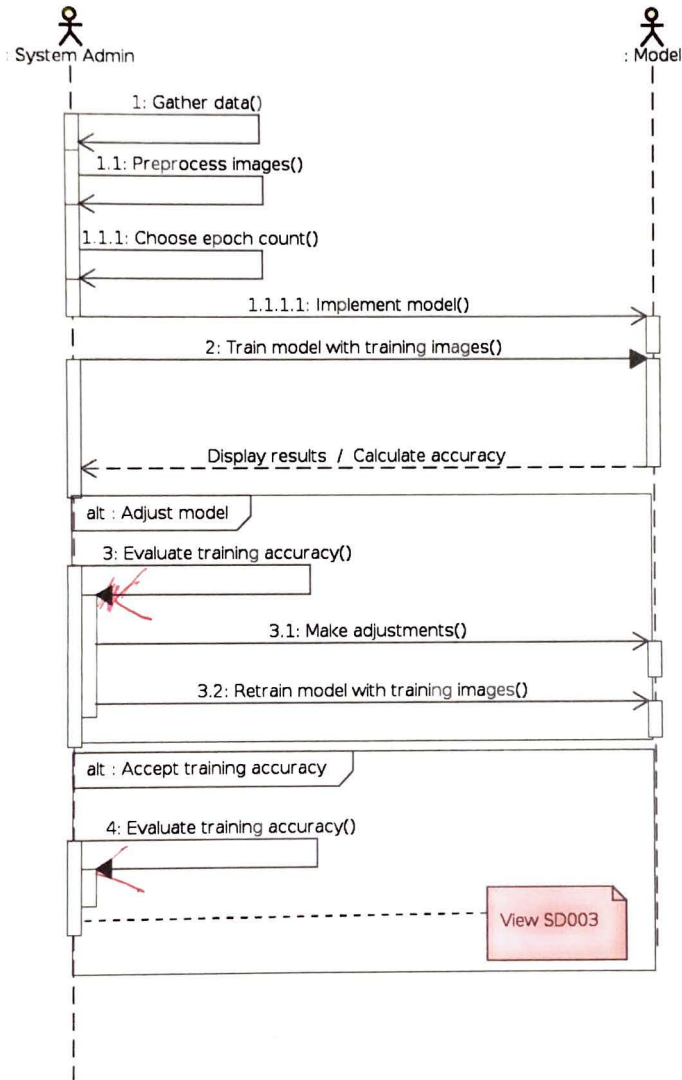 : System Admin
: Model
1: Gather data()
1.1: Preprocess images()
1.1.1: Choose epoch count()
1.1.1.1: Implement model()
2: Train model with training images()
Display results / Calculate accuracy
alt : Adjust model
3: Evaluate training accuracy()
3.1: Make adjustments()
3.2: Retrain model with training images()
alt : Accept training accuracy
4: Evaluate training accuracy()
View SD003